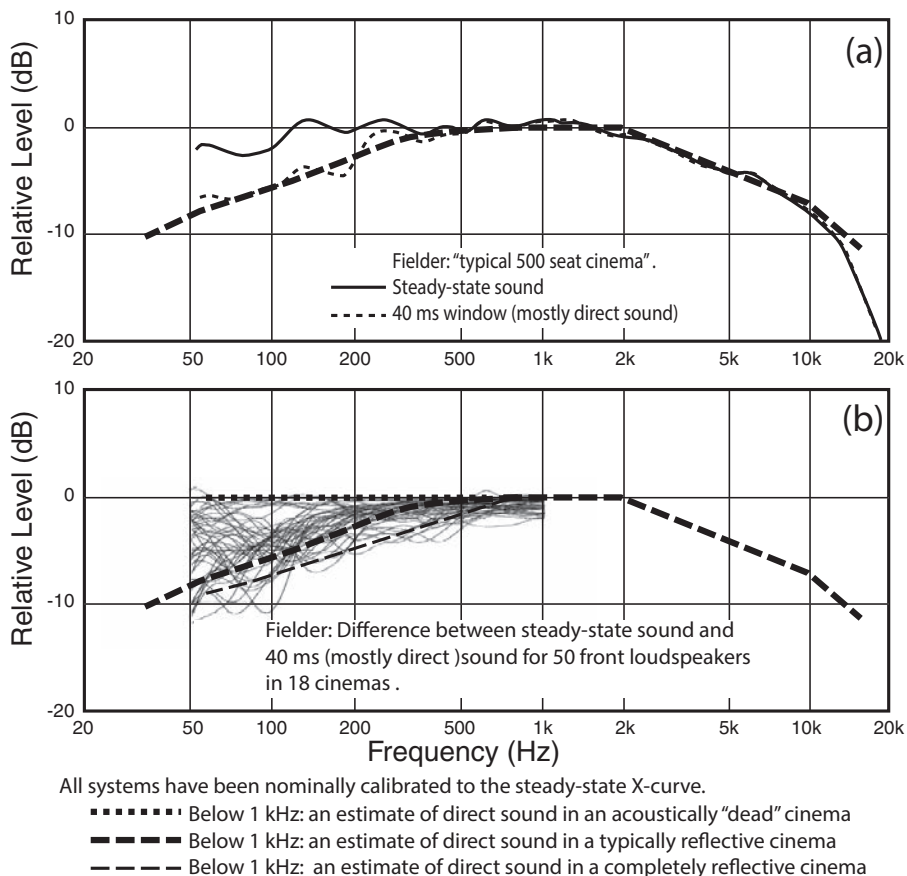 10
(a)
0
-10
-20
Relative Level (dB)
Fielder: “typical 500 seat cinema” .
Steady-state sound
40 ms window (mostly direct sound)
20 50 100 200 500 1k 2k 5k 10k 20k
10
(b)
0
-10
-20
Relative Level (dB)
Fielder: Difference between steady-state sound and
40 ms (mostly direct )sound for 50 front loudspeakers
in 18 cinemas .
20 50 100 200 500 1k 2k 5k 10k 20k
Frequency (Hz)
All systems have been nominally calibrated to the steady-state X-curve.
Below 1 kHz: an estimate of direct sound in an acoustically “dead” cinema
Below 1 kHz: an estimate of direct sound in a typically reflective cinema
Below 1 kHz: an estimate of direct sound in a completely reflective cinema